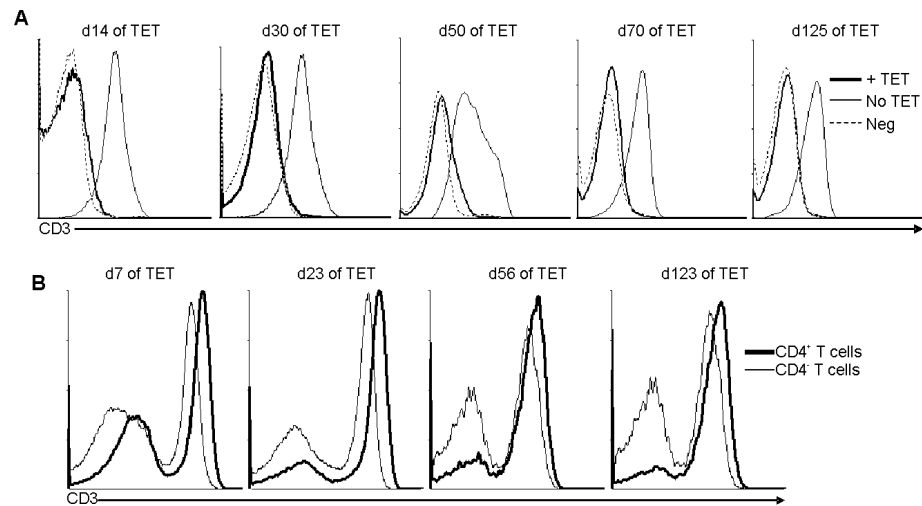 A
d14 of TET
d30 of TET
d50 of TET
d70 of TET
d125 of TET
+ TET
No TET
Neg
CD3
B
d7 of TET
d23 of TET
d56 of TET
d123 of TET
CD4⁺ T cells
CD4⁻ T cells
CD3